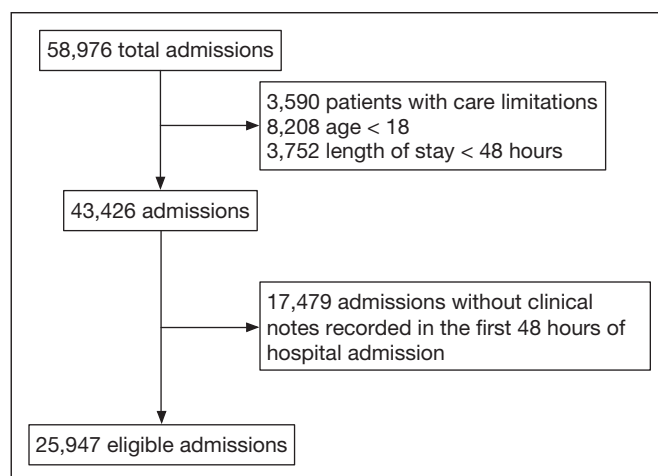 58,976 total admissions
3,590 patients with care limitations
8,208 age < 18
3,752 length of stay < 48 hours
43,426 admissions
17,479 admissions without clinical
notes recorded in the first 48 hours of
hospital admission
25,947 eligible admissions